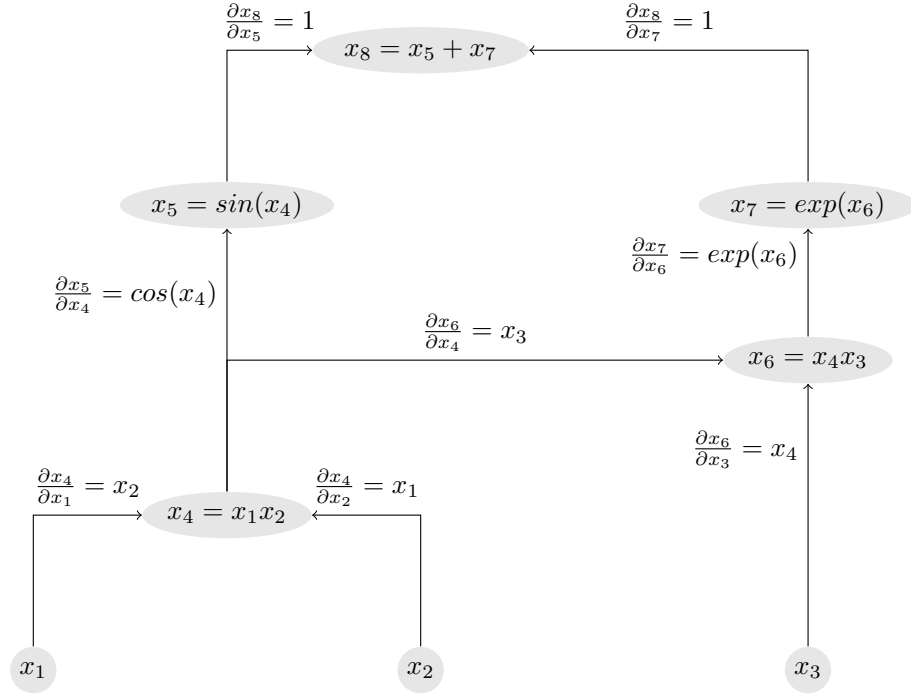 ∂x₈/∂x₅ = 1
∂x₈/∂x₇ = 1
x₈ = x₅ + x₇
x₅ = sin(x₄)
x₇ = exp(x₆)
∂x₇/∂x₆ = exp(x₆)
∂x₅/∂x₄ = cos(x₄)
∂x₆/∂x₄ = x₃
x₆ = x₄x₃
∂x₆/∂x₃ = x₄
∂x₄/∂x₁ = x₂
∂x₄/∂x₂ = x₁
x₄ = x₁x₂
x₁
x₂
x₃